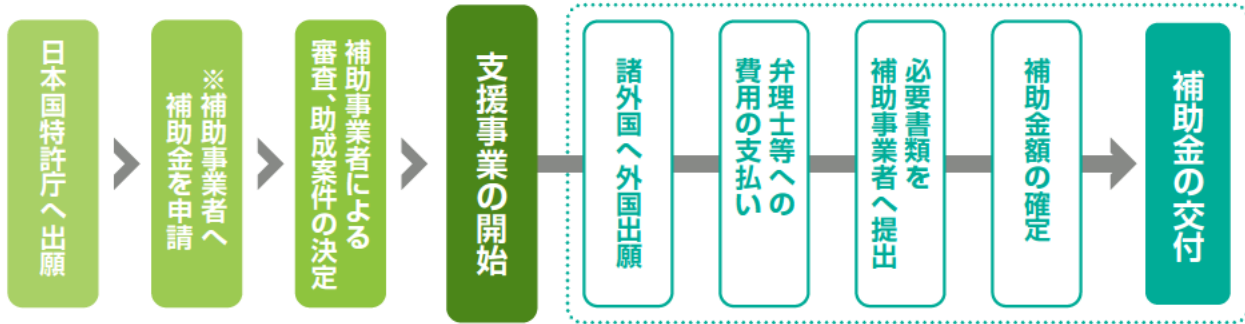 日本国特許庁へ出願
※補助事業者へ
補助金を申請
補助事業者による
審査、助成案件の決定
支援事業の開始
諸外国へ外国出願
弁理士等への
費用の支払い
必要書類を
補助事業者へ提出
補助金額の確定
補助金の交付